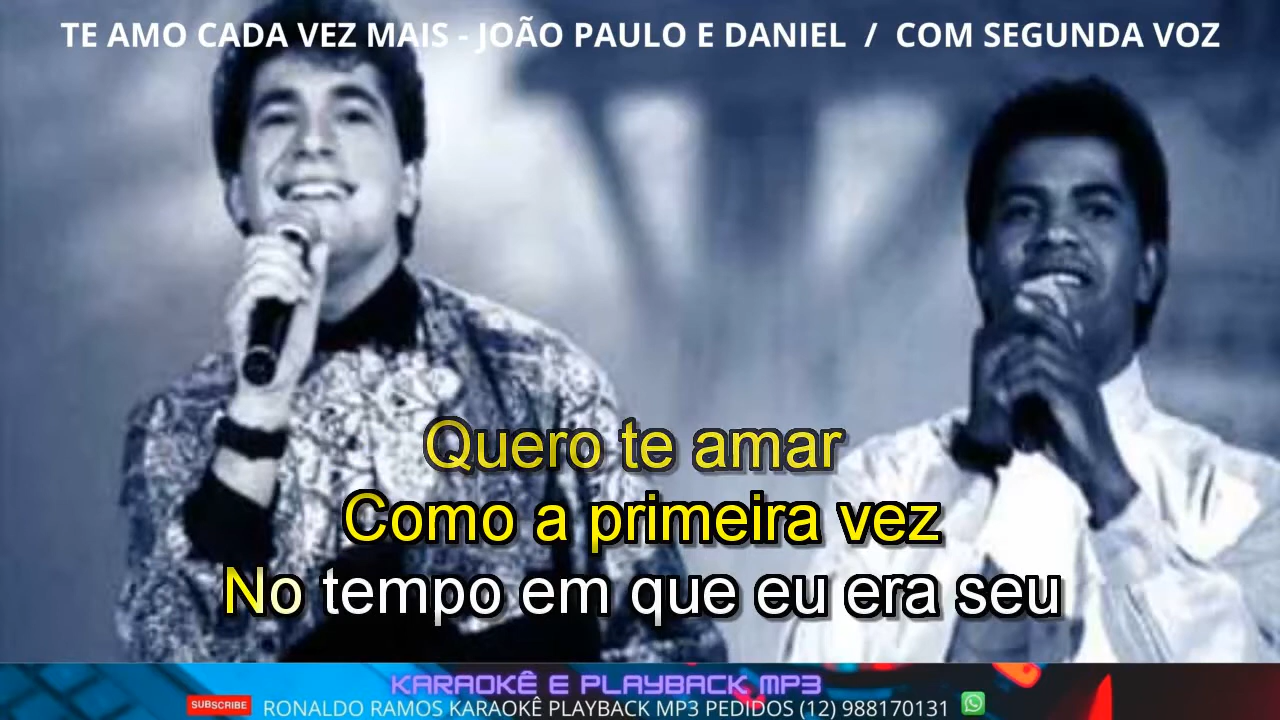 TE AMO CADA VEZ MAIS - JOÃO PAULO E DANIEL / COM SEGUNDA VOZ
Quero te amar
Como a primeira vez
No tempo em que eu era seu
KARAOKÊ E PLAYBACK MP3
SUBSCRIBE RONALDO RAMOS KARAOKÊ PLAYBACK MP3 PEDIDOS (12) 988170131